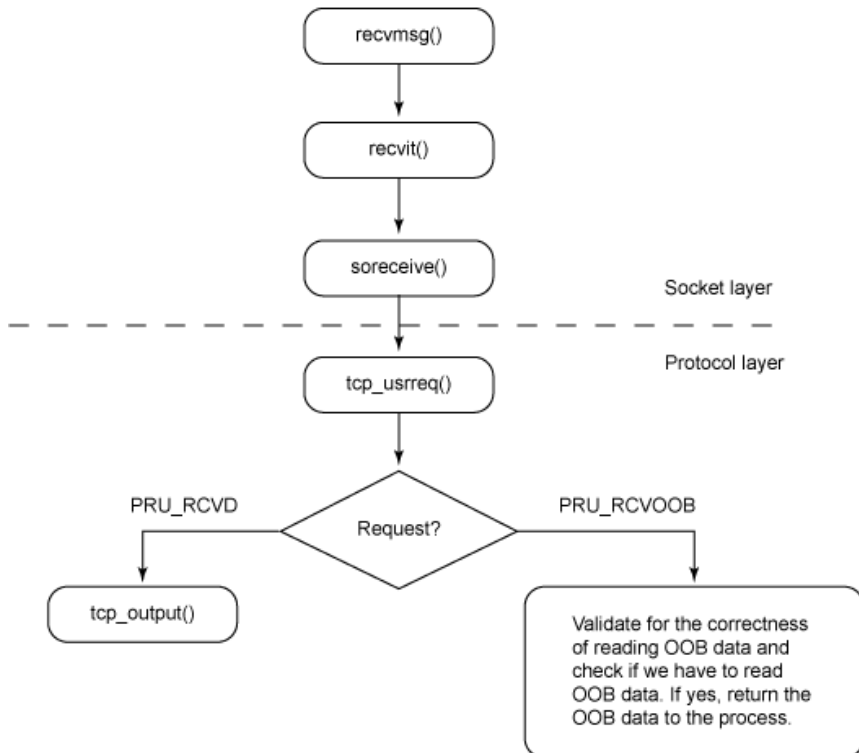 recvmsg()
recvit()
soreceive()
Socket layer
Protocol layer
tcp_usrreq()
PRU_RCVD
Request?
PRU_RCVOOB
tcp_output()
Validate for the correctness
of reading OOB data and
check if we have to read
OOB data. If yes, return the
OOB data to the process.